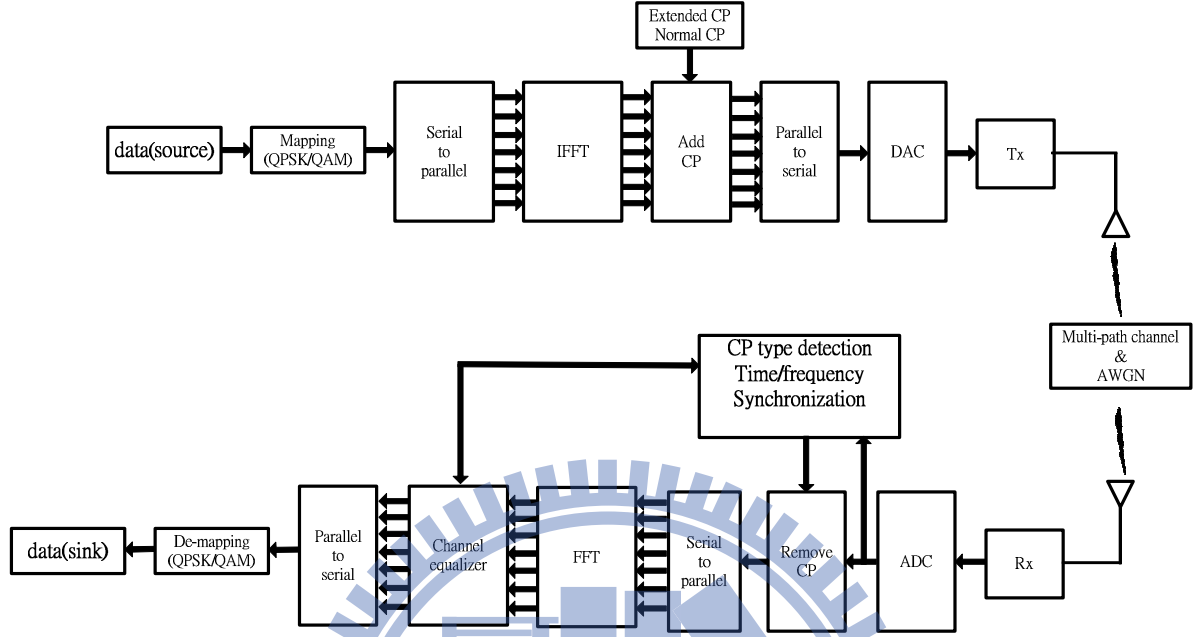 Extended CP
Normal CP
data(source)
Mapping
(QPSK/QAM)
Serial
to
parallel
IFFT
Add
CP
Parallel
to
serial
DAC
Tx
Multi-path channel
&
AWGN
CP type detection
Time/frequency
Synchronization
data(sink)
De-mapping
(QPSK/QAM)
Parallel
to
serial
Channel
equalizer
FFT
Serial
to
parallel
Remove
CP
ADC
Rx